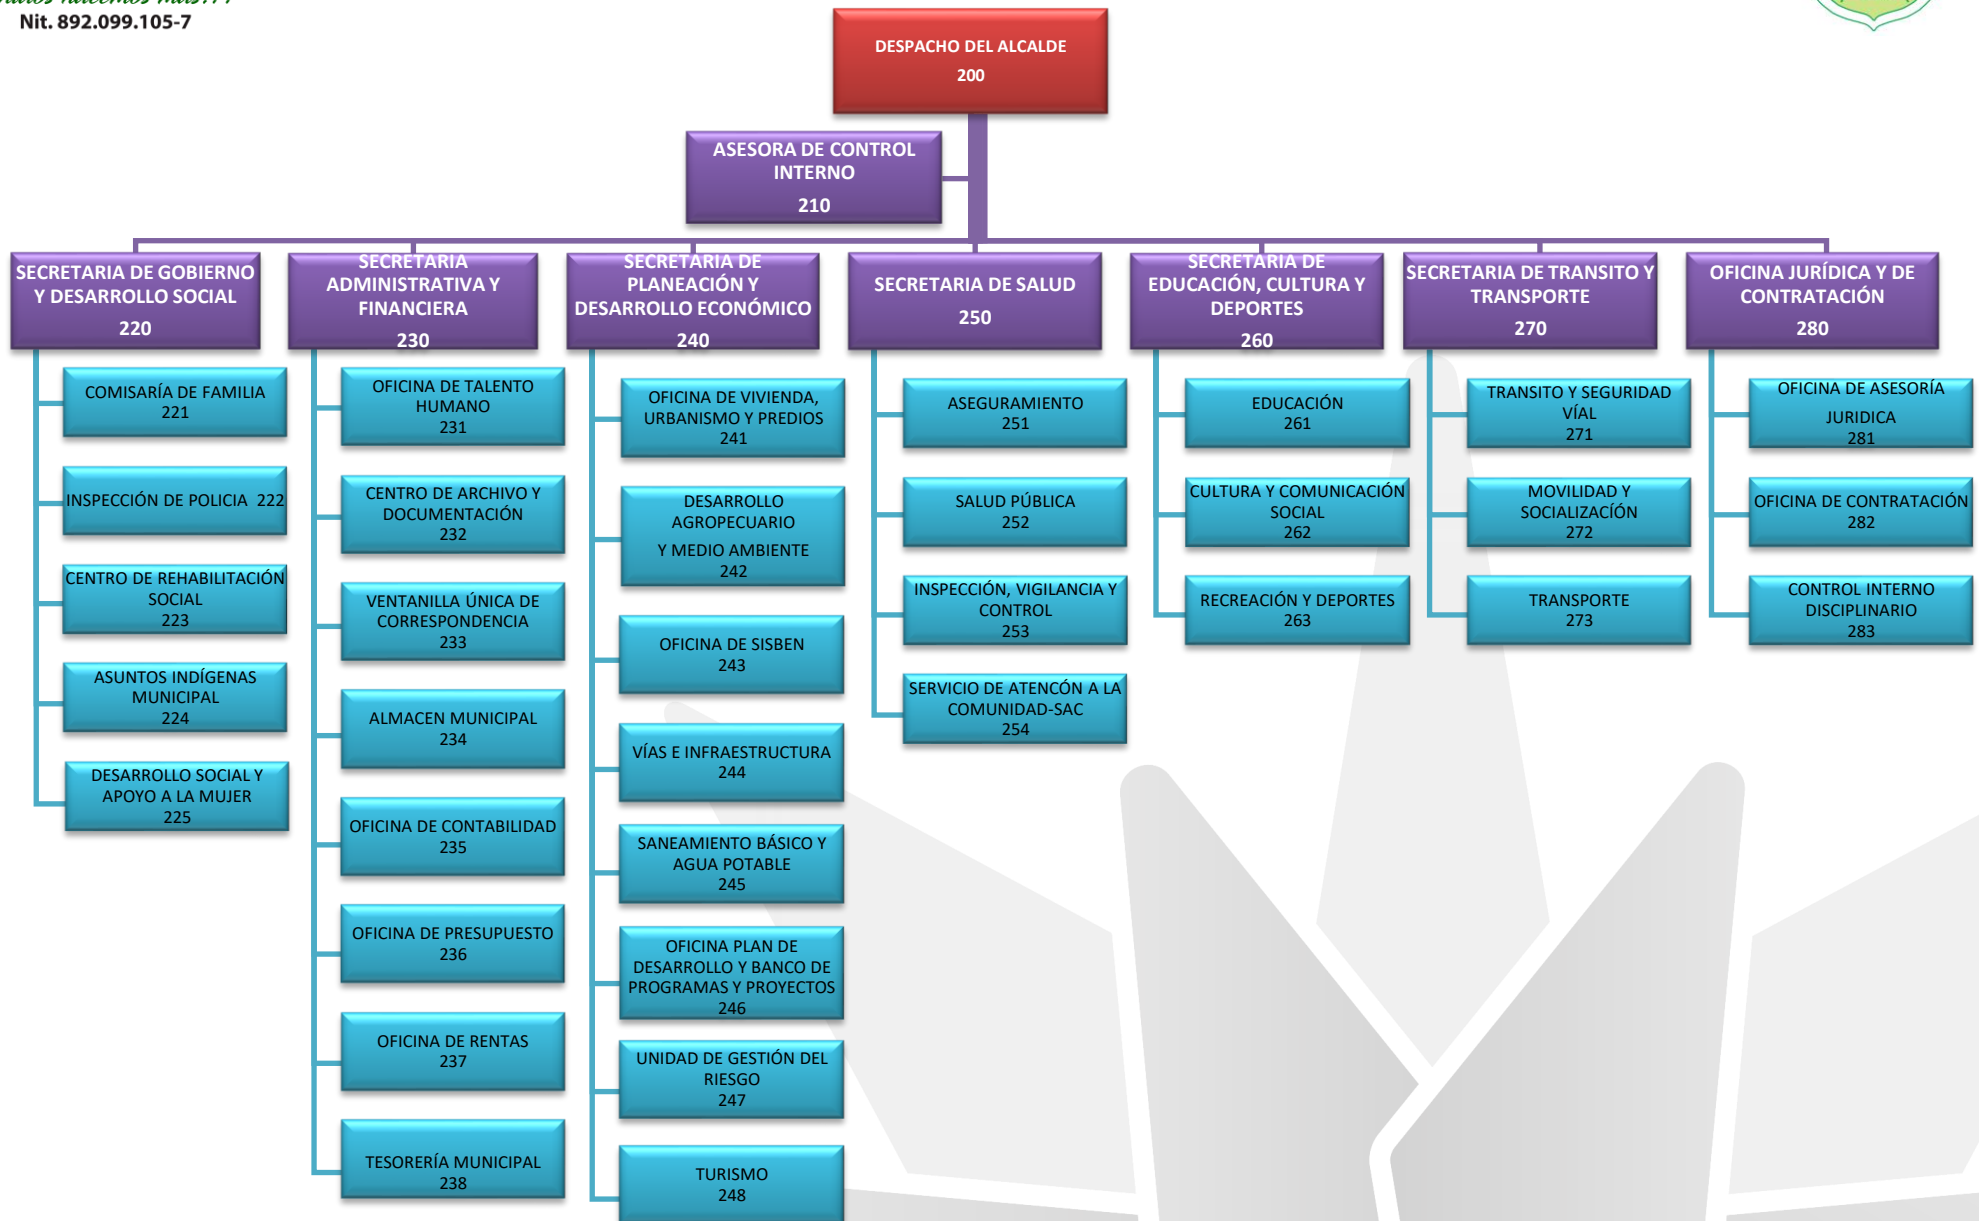 hacemos más...
Nit. 892.099.105-7
DESPACHO DEL ALCALDE
200
ASESORA DE CONTROL
INTERNO
210
SECRETARIA DE GOBIERNO
Y DESARROLLO SOCIAL
220
COMISARÍA DE FAMILIA
221
INSPECCIÓN DE POLICIA 222
CENTRO DE REHABILITACIÓN
SOCIAL
223
ASUNTOS INDÍGENAS
MUNICIPAL
224
DESARROLLO SOCIAL Y
APOYO A LA MUJER
225
SECRETARIA
ADMINISTRATIVA Y
FINANCIERA
230
OFICINA DE TALENTO
HUMANO
231
CENTRO DE ARCHIVO Y
DOCUMENTACIÓN
232
VENTANILLA ÚNICA DE
CORRESPONDENCIA
233
ALMACEN MUNICIPAL
234
OFICINA DE CONTABILIDAD
235
OFICINA DE PRESUPUESTO
236
OFICINA DE RENTAS
237
TESORERÍA MUNICIPAL
238
SECRETARIA DE
PLANEACIÓN Y
DESARROLLO ECONÓMICO
240
OFICINA DE VIVIENDA,
URBANISMO Y PREDIOS
241
DESARROLLO
AGROPECUARIO
Y MEDIO AMBIENTE
242
OFICINA DE SISBEN
243
VÍAS E INFRAESTRUCTURA
244
SANEAMIENTO BÁSICO Y
AGUA POTABLE
245
OFICINA PLAN DE
DESARROLLO Y BANCO DE
PROGRAMAS Y PROYECTOS
246
UNIDAD DE GESTIÓN DEL
RIESGO
247
TURISMO
248
SECRETARIA DE SALUD
250
ASEGURAMIENTO
251
SALUD PÚBLICA
252
INSPECCIÓN, VIGILANCIA Y
CONTROL
253
SERVICIO DE ATENCÓN A LA
COMUNIDAD-SAC
254
SECRETARIA DE
EDUCACIÓN, CULTURA Y
DEPORTES
260
EDUCACIÓN
261
CULTURA Y COMUNICACIÓN
SOCIAL
262
RECREACIÓN Y DEPORTES
263
SECRETARIA DE TRANSITO Y
TRANSPORTE
270
TRANSITO Y SEGURIDAD
VÍAL
271
MOVILIDAD Y
SOCIALIZACÍÓN
272
TRANSPORTE
273
OFICINA JURÍDICA Y DE
CONTRATACIÓN
280
OFICINA DE ASESORÍA
JURIDICA
281
OFICINA DE CONTRATACIÓN
282
CONTROL INTERNO
DISCIPLINARIO
283